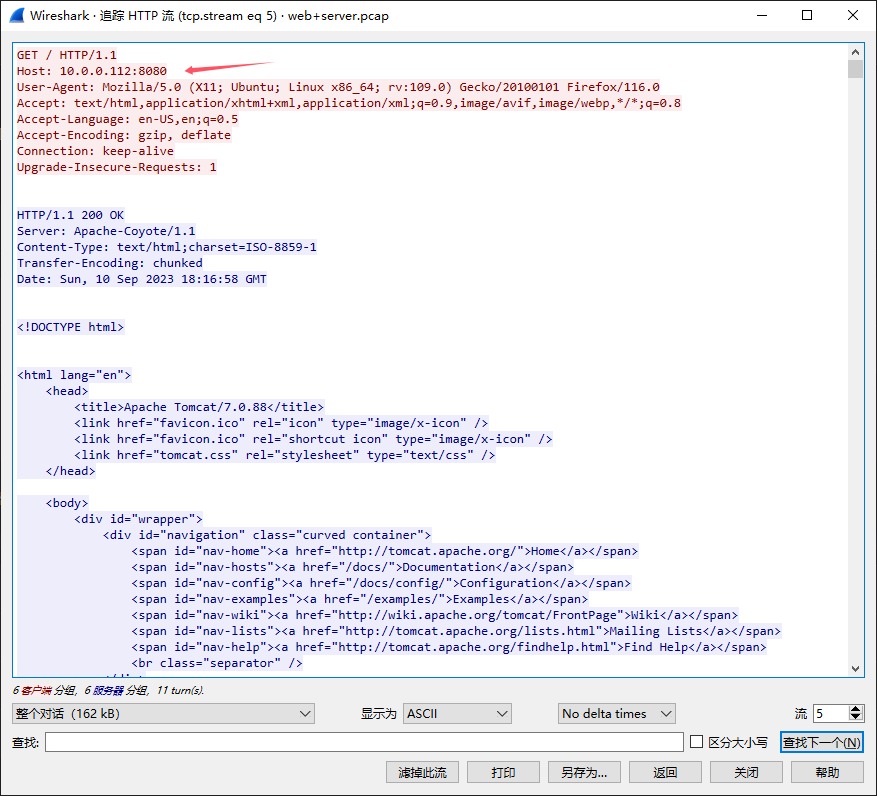 Wireshark · 追踪 HTTP 流 (tcp.stream eq 5) · web+server.pcap
GET / HTTP/1.1
Host: 10.0.0.112:8080
User-Agent: Mozilla/5.0 (X11; Ubuntu; Linux x86_64; rv:109.0) Gecko/20100101 Firefox/116.0
Accept: text/html,application/xhtml+xml,application/xml;q=0.9,image/avif,image/webp,*/*;q=0.8
Accept-Language: en-US,en;q=0.5
Accept-Encoding: gzip, deflate
Connection: keep-alive
Upgrade-Insecure-Requests: 1
HTTP/1.1 200 OK
Server: Apache-Coyote/1.1
Content-Type: text/html;charset=ISO-8859-1
Transfer-Encoding: chunked
Date: Sun, 10 Sep 2023 18:16:58 GMT
<!DOCTYPE html>
<html lang="en">
<head>
<title>Apache Tomcat/7.0.88</title>
<link href="favicon.ico" rel="icon" type="image/x-icon" />
<link href="favicon.ico" rel="shortcut icon" type="image/x-icon" />
<link href="tomcat.css" rel="stylesheet" type="text/css" />
</head>
<body>
<div id="wrapper">
<div id="navigation" class="curved container">
<span id="nav-home"><a href="http://tomcat.apache.org/">Home</a></span>
<span id="nav-hosts"><a href="/docs/">Documentation</a></span>
<span id="nav-config"><a href="/docs/config/">Configuration</a></span>
<span id="nav-examples"><a href="/examples/">Examples</a></span>
<span id="nav-wiki"><a href="http://wiki.apache.org/tomcat/FrontPage">Wiki</a></span>
<span id="nav-lists"><a href="http://tomcat.apache.org/lists.html">Mailing Lists</a></span>
<span id="nav-help"><a href="http://tomcat.apache.org/findhelp.html">Find Help</a></span>
<br class="separator" />
6 客户端 分组, 6 服务器 分组, 11 turn(s).
整个对话 (162 kB) 显示为 ASCII No delta times 流 5
查找: 区分大小写 查找下一个(N)
滤掉此流 打印 另存为… 返回 关闭 帮助